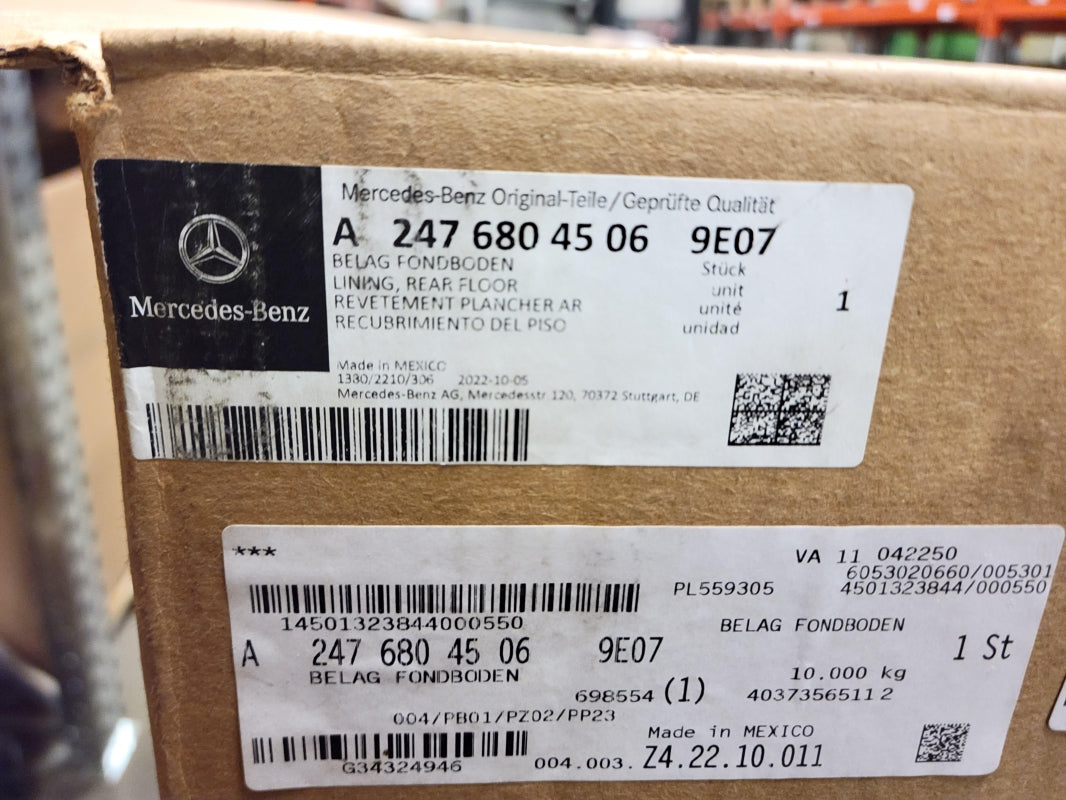 Mercedes-Benz
Mercedes-Benz Original-Teile/Geprüfte Qualität
A 247 680 45 06 9E07
BELAG FONDBODEN Stück
LINING, REAR FLOOR unit
REVETEMENT PLANCHER AR unité
RECUBRIMIENTO DEL PISO unidad
1
Made in MEXICO
1330/2210/306 2022-10-05
Mercedes-Benz AG, Mercedesstr 120, 70372 Stuttgart, DE
***
VA 11 042250
6053020660/005301
PL559305 4501323844/000550
14501323844000550
BELAG FONDBODEN
A 247 680 45 06 9E07 1 St
BELAG FONDBODEN
10.000 kg
698554 (1) 40373565112
004/PB01/PZ02/PP23
Made in MEXICO
G34324946 004.003. Z4.22.10.011